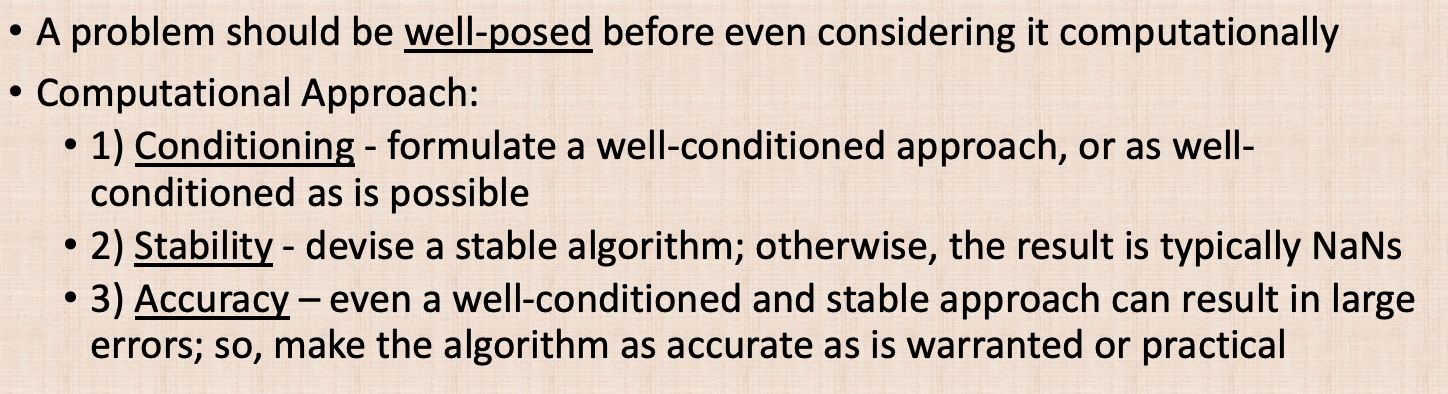 • A problem should be well-posed before even considering it computationally
• Computational Approach:
• 1) Conditioning - formulate a well-conditioned approach, or as well-
conditioned as is possible
• 2) Stability - devise a stable algorithm; otherwise, the result is typically NaNs
• 3) Accuracy – even a well-conditioned and stable approach can result in large
errors; so, make the algorithm as accurate as is warranted or practical